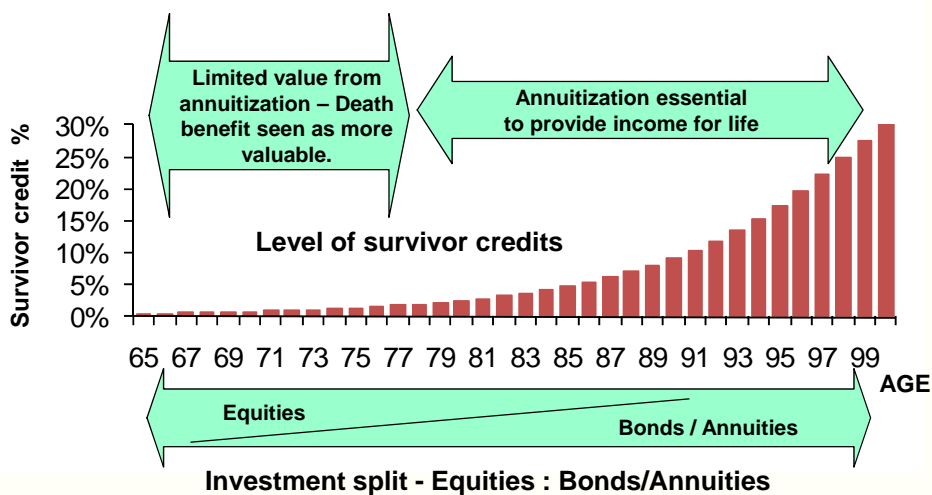 Limited value from
annuitization – Death
benefit seen as more
valuable.
Annuitization essential
to provide income for life
Survivor credit %
30%
25%
20%
15%
10%
5%
0%
Level of survivor credits
65 67 69 71 73 75 77 79 81 83 85 87 89 91 93 95 97 99
AGE
Equities
Bonds / Annuities
Investment split - Equities : Bonds/Annuities